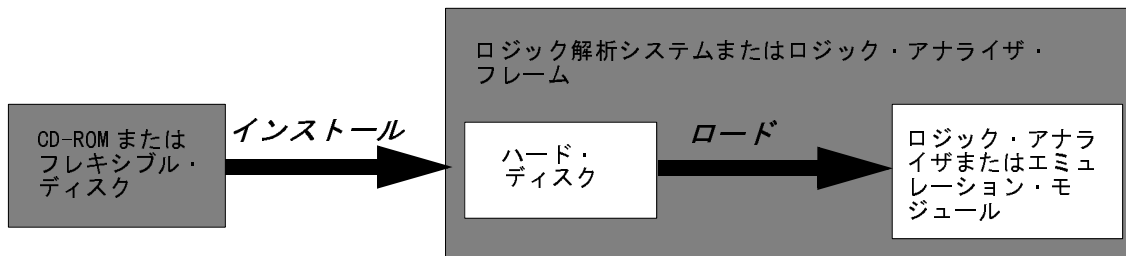 ロジック解析システムまたはロジック・アナライザ・
フレーム
CD-ROM または
フレキシブル・
ディスク
インストール
ハード・
ディスク
ロード
ロジック・アナラ
イザまたはエミュ
レーション・モ
ジュール